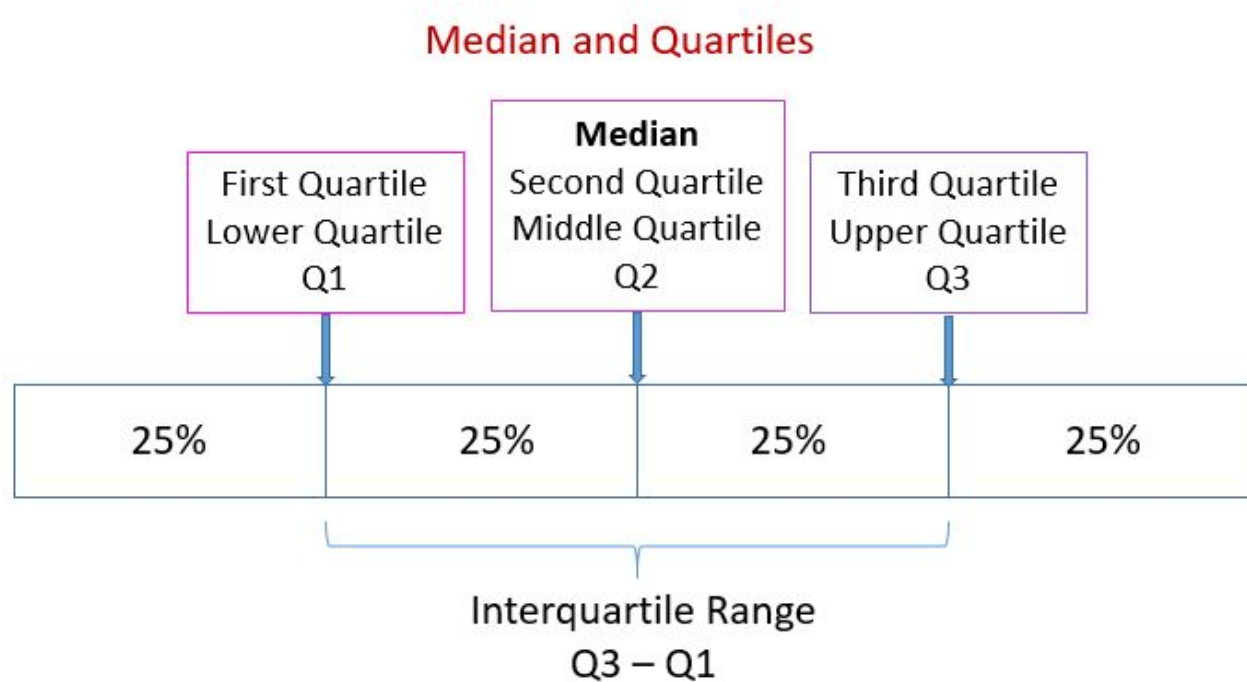 Median and Quartiles
First Quartile
Lower Quartile
Q1
Median
Second Quartile
Middle Quartile
Q2
Third Quartile
Upper Quartile
Q3
25%
25%
25%
25%
Interquartile Range
Q3 – Q1